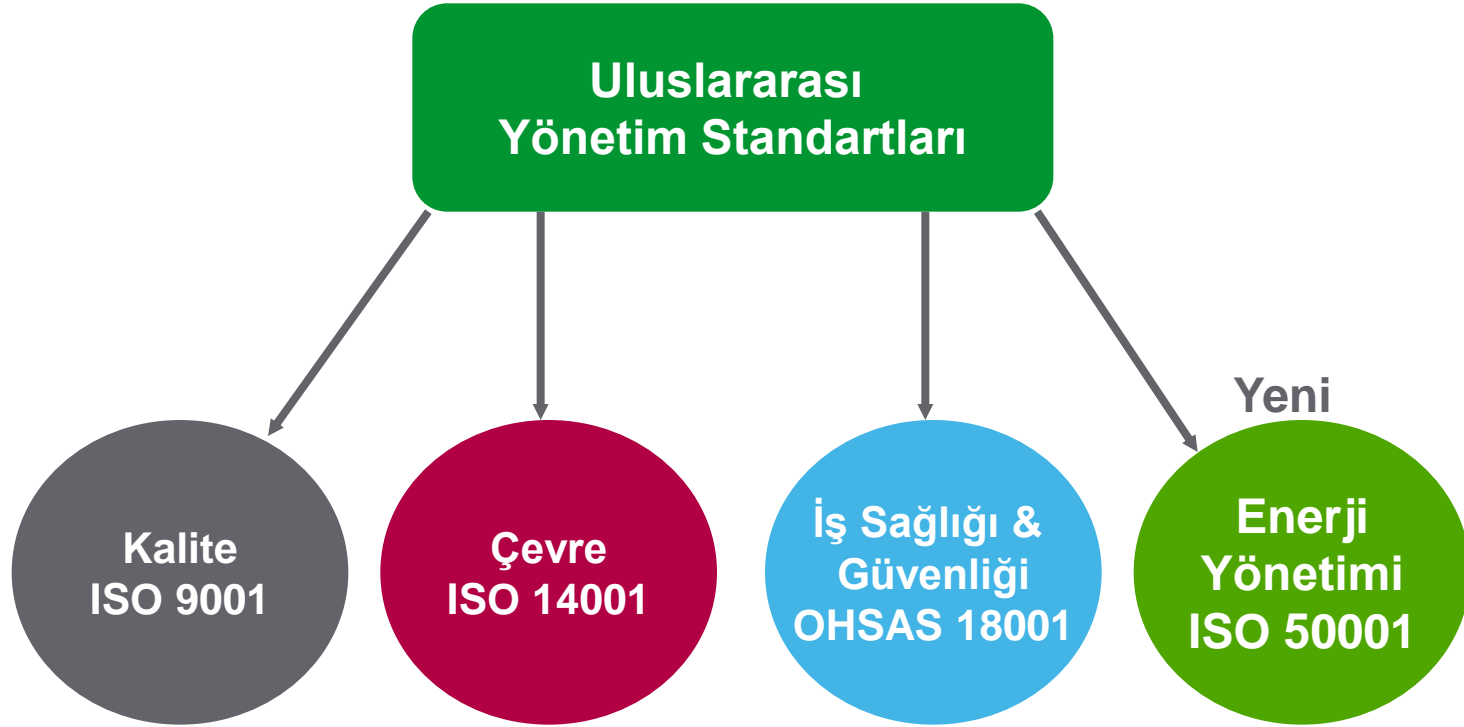 Uluslararası
Yönetim Standartları
Yeni
Kalite
ISO 9001
Çevre
ISO 14001
İş Sağlığı &
Güvenliği
OHSAS 18001
Enerji
Yönetimi
ISO 50001